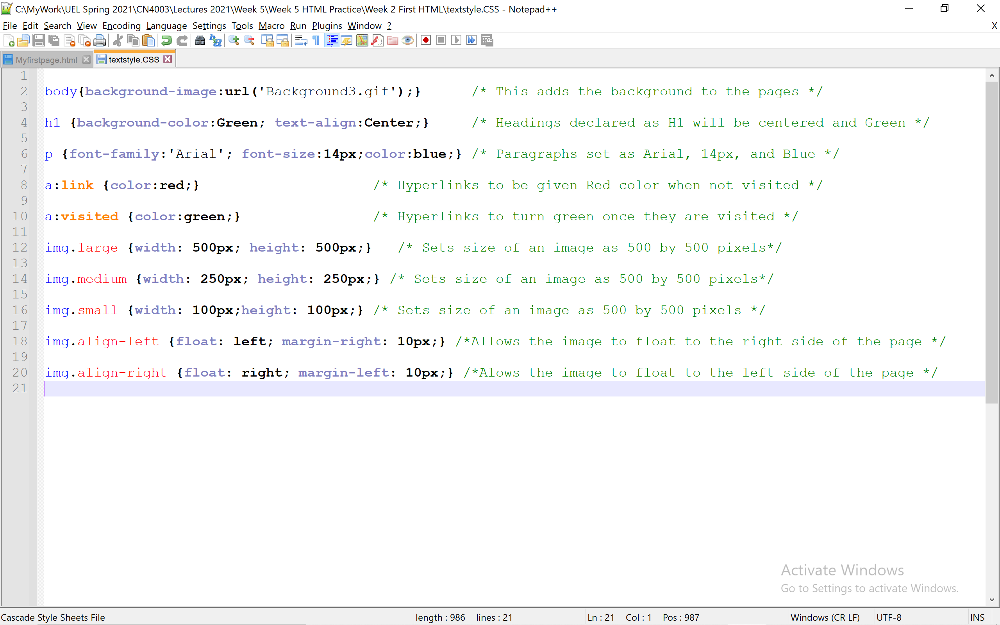 C:\MyWork\UEL Spring 2021\CN4003\Lectures 2021\Week 5\Week 5 HTML Practice\Week 2 First HTML\textstyle.CSS - Notepad++
File Edit Search View Encoding Language Settings Tools Macro Run Plugins Window ? X
Myfirstpage.html textstyle.CSS
1
2 body{background-image:url('Background3.gif');} /* This adds the background to the pages */
3
4 h1 {background-color:Green; text-align:Center;} /* Headings declared as H1 will be centered and Green */
5
6 p {font-family:'Arial'; font-size:14px;color:blue;} /* Paragraphs set as Arial, 14px, and Blue */
7
8 a:link {color:red;} /* Hyperlinks to be given Red color when not visited */
9
10 a:visited {color:green;} /* Hyperlinks to turn green once they are visited */
11
12 img.large {width: 500px; height: 500px;} /* Sets size of an image as 500 by 500 pixels*/
13
14 img.medium {width: 250px; height: 250px;} /* Sets size of an image as 500 by 500 pixels*/
15
16 img.small {width: 100px;height: 100px;} /* Sets size of an image as 500 by 500 pixels */
17
18 img.align-left {float: left; margin-right: 10px;} /*Allows the image to float to the right side of the page */
19
20 img.align-right {float: right; margin-left: 10px;} /*Alows the image to float to the left side of the page */
21
Activate Windows
Go to Settings to activate Windows.
Cascade Style Sheets File length : 986 lines : 21 Ln : 21 Col : 1 Pos : 987 Windows (CR LF) UTF-8 INS